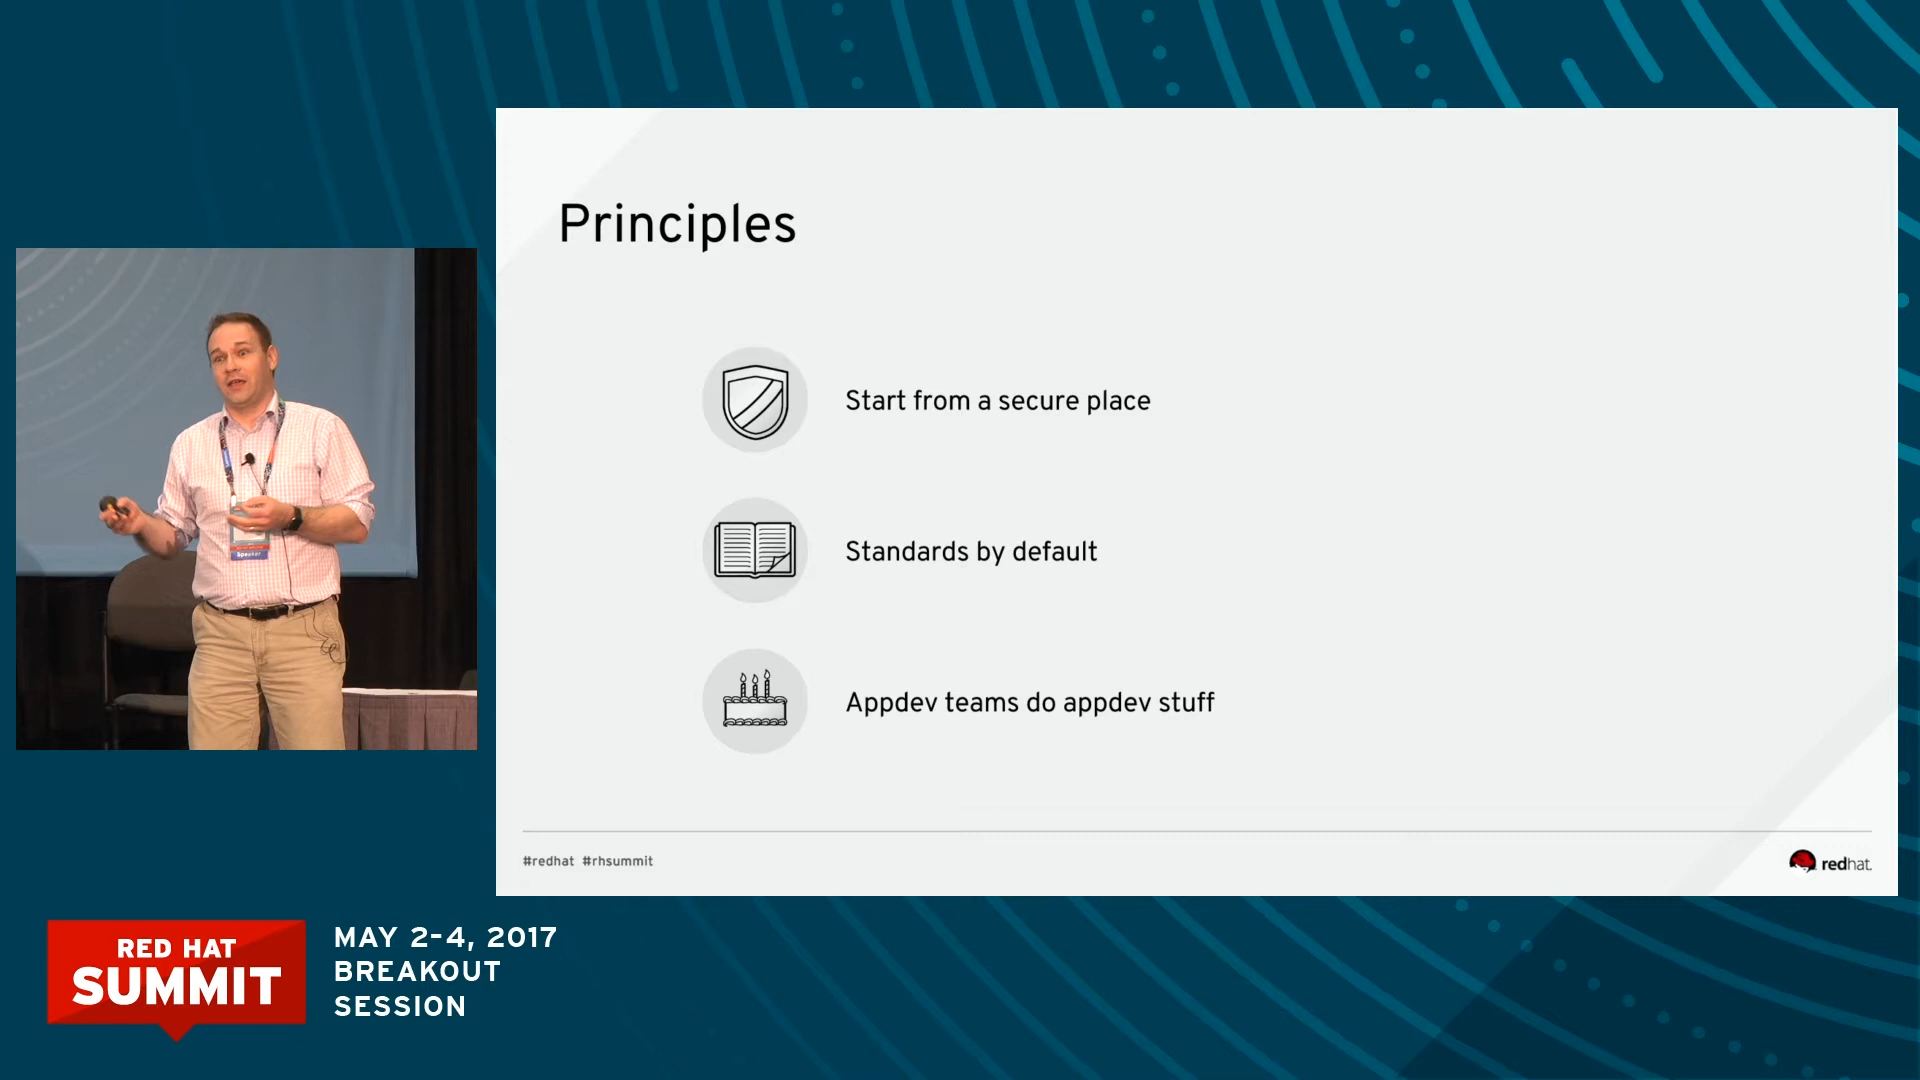 Principles
Start from a secure place
Standards by default
Appdev teams do appdev stuff
#redhat #rhsummit
redhat.
Speaker
RED HAT
SUMMIT
MAY 2-4, 2017
BREAKOUT
SESSION